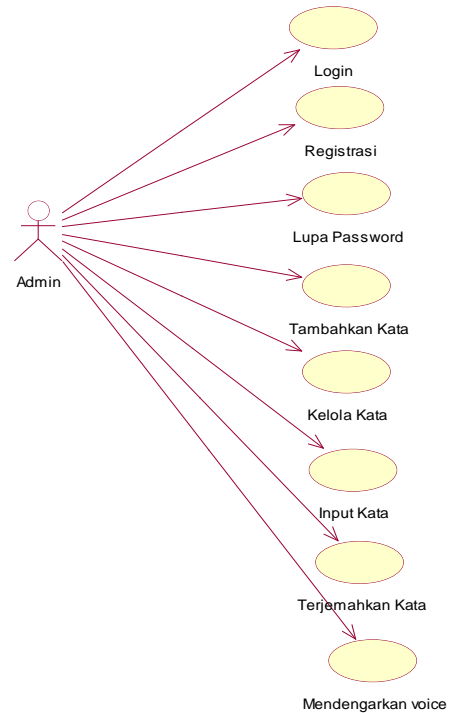 Login
Registrasi
Lupa Password
Admin
Tambahkan Kata
Kelola Kata
Input Kata
Terjemahkan Kata
Mendengarkan voice